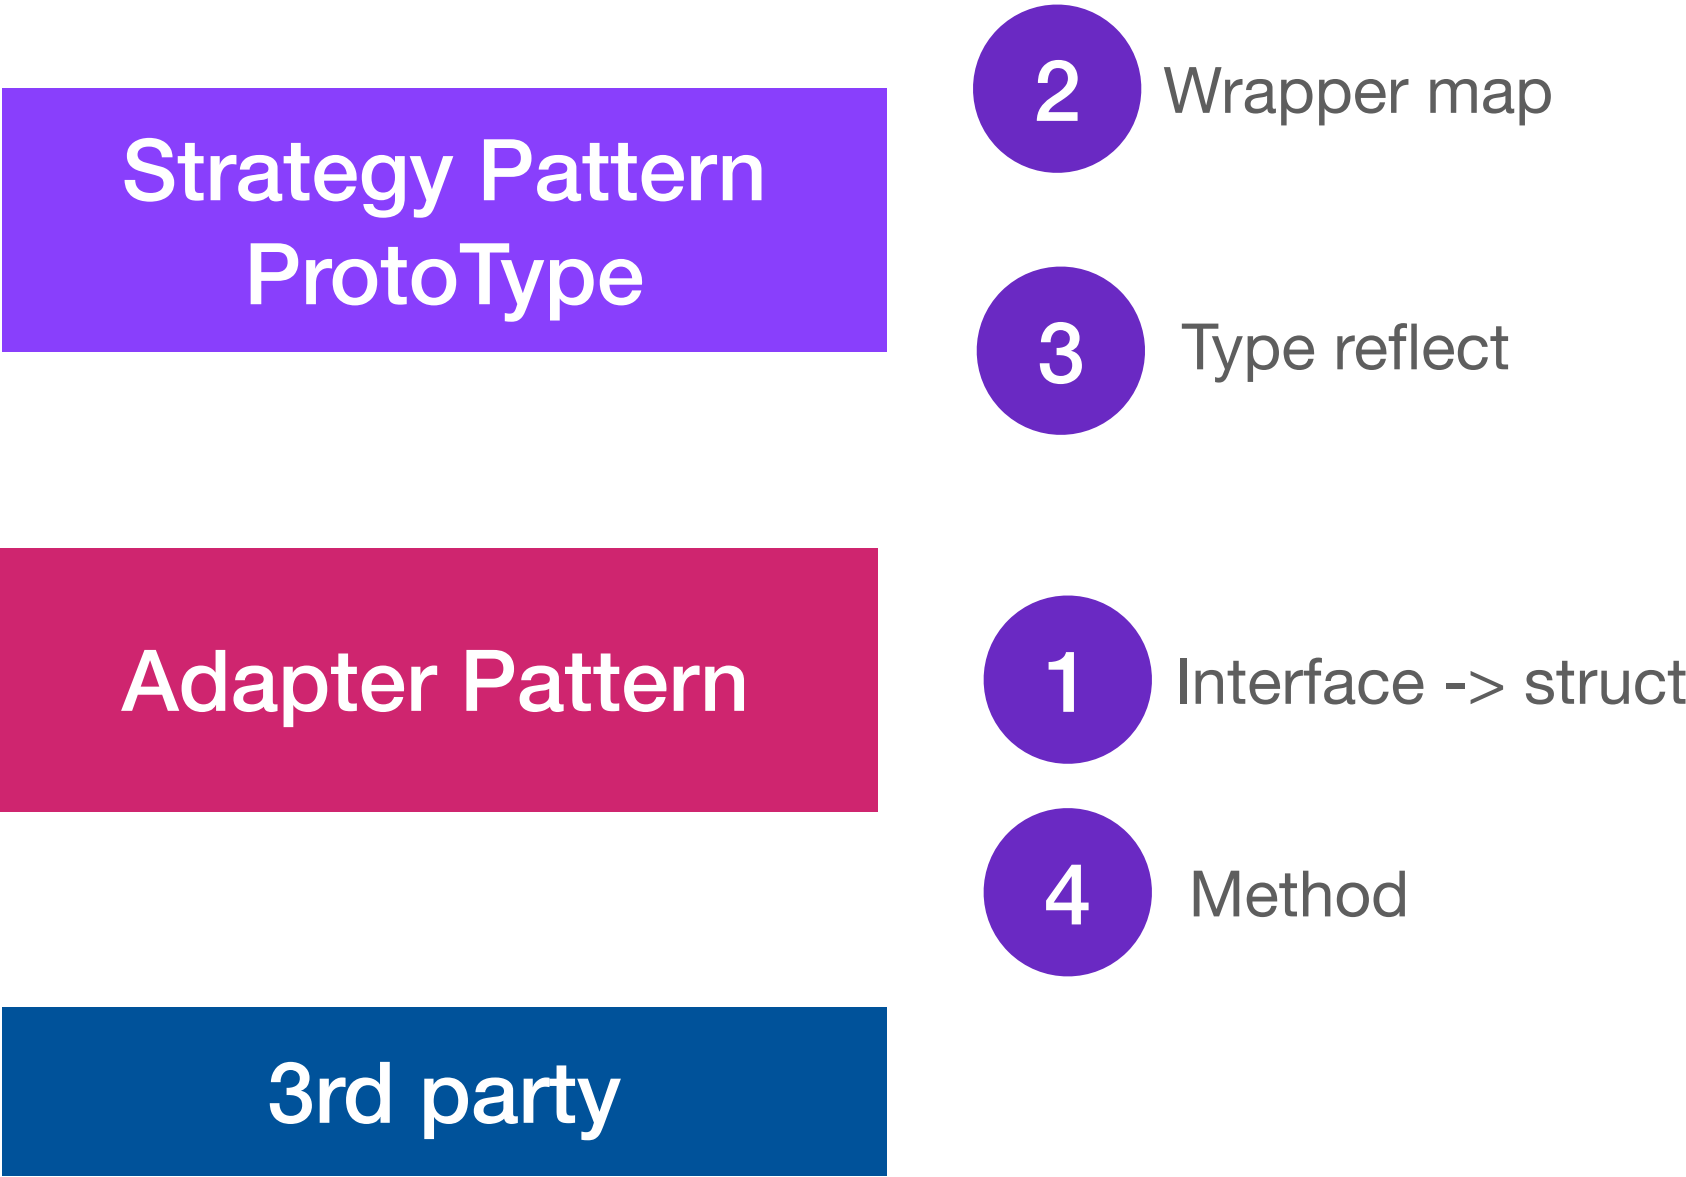 Strategy Pattern
ProtoType
2
Wrapper map
3
Type reflect
Adapter Pattern
1
Interface -> struct
4
Method
3rd party